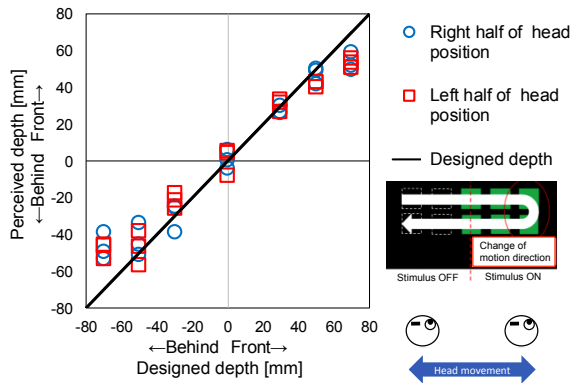 80
60
40
20
0
-20
-40
-60
-80
-80 -60 -40 -20 0 20 40 60 80
Perceived depth [mm]
←Behind Front→
←Behind Front→
Designed depth [mm]
Right half of head
position
Left half of head
position
Designed depth
Change of
motion direction
Stimulus OFF Stimulus ON
Head movement